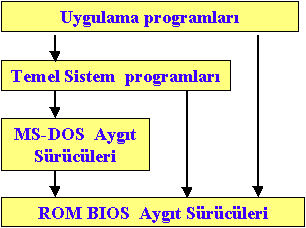 Uygulama programları
Temel Sistem programları
MS-DOS Aygıt
Sürücüleri
ROM BIOS Aygıt Sürücüleri